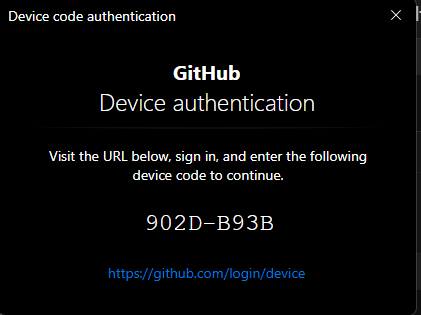 Device code authentication
GitHub
Device authentication
Visit the URL below, sign in, and enter the following
device code to continue.
902D-B93B
https://github.com/login/device